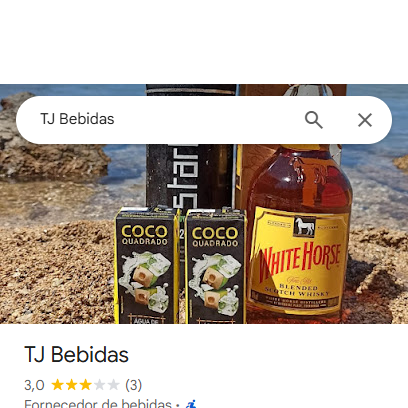 TJ Bebidas
star
COCO
QUADRADO
COCO
QUADRADO
ÁGUA DE
WHITE HORSE
BLENDED
SCOTCH WHISKY
TJ Bebidas
3,0 (3)
Fornecedor de bebidas ·